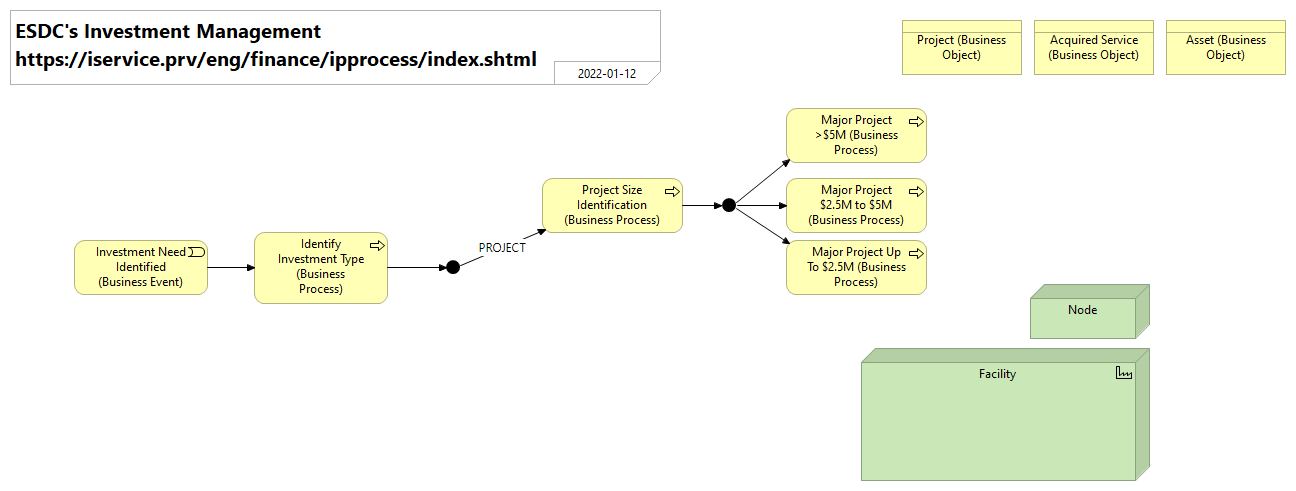 ESDC's Investment Management
https://iservice.prv/eng/finance/ipprocess/index.shtml
2022-01-12
Project (Business
Object)
Acquired Service
(Business Object)
Asset (Business
Object)
Major Project
>$5M (Business
Process)
Project Size
Identification
(Business Process)
Major Project
$2.5M to $5M
(Business Process)
Investment Need
Identified
(Business Event)
Identify
Investment Type
(Business
Process)
PROJECT
Major Project Up
To $2.5M (Business
Process)
Node
Facility